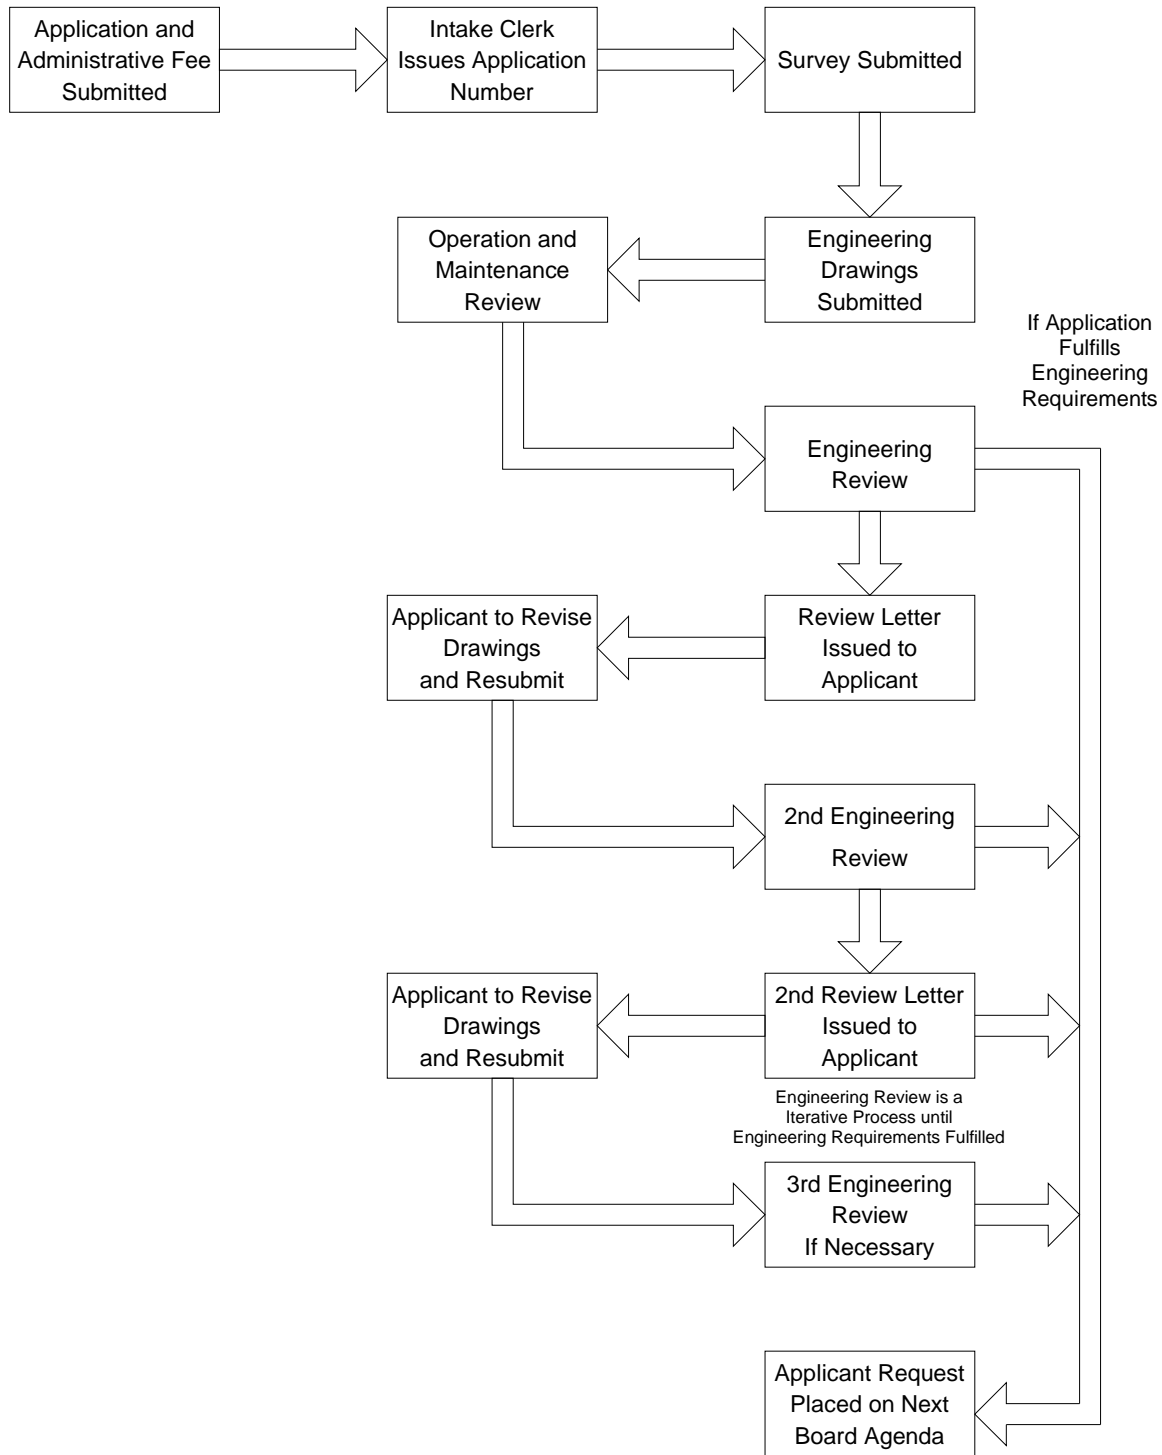 Application and
Administrative Fee
Submitted
Intake Clerk
Issues Application
Number
Survey Submitted
Operation and
Maintenance
Review
Engineering
Drawings
Submitted
If Application
Fulfills
Engineering
Requirements
Engineering
Review
Applicant to Revise
Drawings
and Resubmit
Review Letter
Issued to
Applicant
2nd Engineering
Review
Applicant to Revise
Drawings
and Resubmit
2nd Review Letter
Issued to
Applicant
Engineering Review is a
Iterative Process until
Engineering Requirements Fulfilled
3rd Engineering
Review
If Necessary
Applicant Request
Placed on Next
Board Agenda